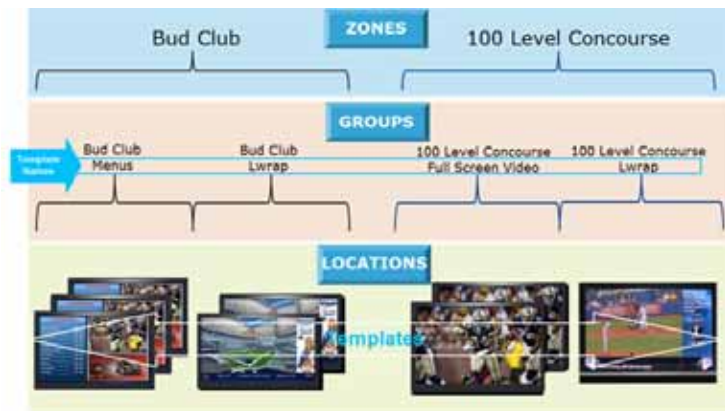 ZONES
Bud Club
100 Level Concourse
GROUPS
Template
Names
Bud Club
Menus
Bud Club
Lwrap
100 Level Concourse
Full Screen Video
100 Level Concourse
Lwrap
LOCATIONS
Templates